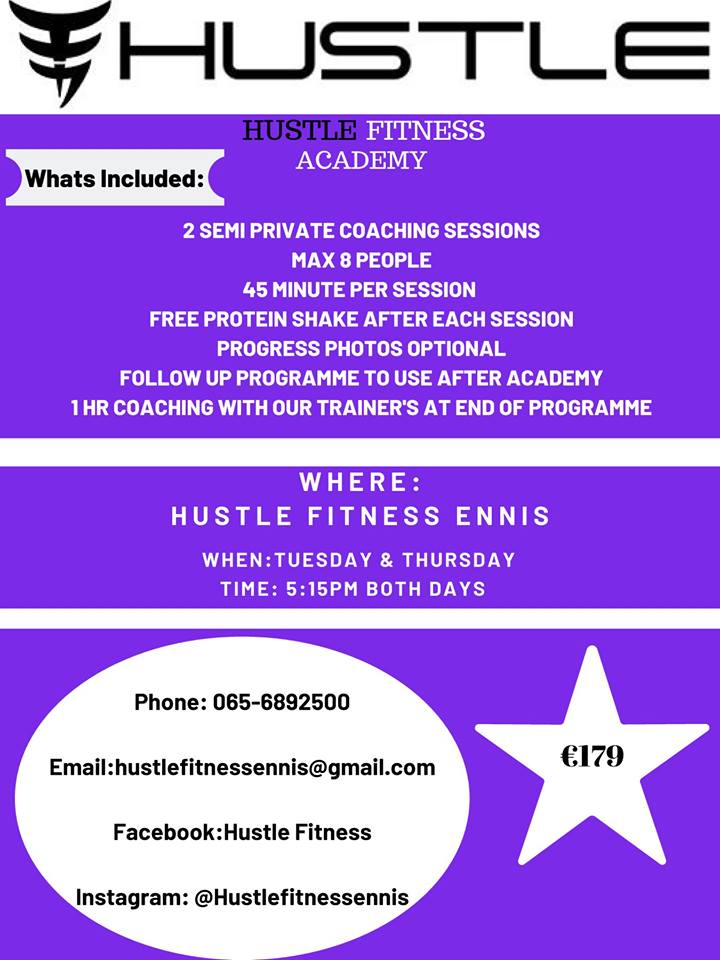 HUSTLE
HUSTLE FITNESS
ACADEMY
Whats Included:
2 SEMI PRIVATE COACHING SESSIONS
MAX 8 PEOPLE
45 MINUTE PER SESSION
FREE PROTEIN SHAKE AFTER EACH SESSION
PROGRESS PHOTOS OPTIONAL
FOLLOW UP PROGRAMME TO USE AFTER ACADEMY
1 HR COACHING WITH OUR TRAINER'S AT END OF PROGRAMME
WHERE:
HUSTLE FITNESS ENNIS
WHEN:TUESDAY & THURSDAY
TIME: 5:15PM BOTH DAYS
Phone: 065-6892500
Email:hustlefitnessennis@gmail.com
Facebook:Hustle Fitness
Instagram: @Hustlefitnessennis
€179